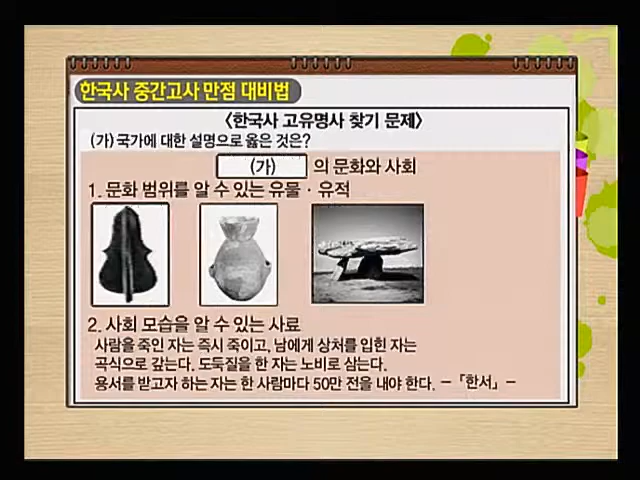 한국사 중간고사 만점 대비법
〈한국사 고유명사 찾기 문제〉
(가) 국가에 대한 설명으로 옳은 것은?
(가) 의 문화와 사회
1. 문화 범위를 알 수 있는 유물·유적
2. 사회 모습을 알 수 있는 사료
사람을 죽인 자는 즉시 죽이고, 남에게 상처를 입힌 자는
곡식으로 갚는다. 도둑질을 한 자는 노비로 삼는다.
용서를 받고자 하는 자는 한 사람마다 50만 전을 내야 한다. －「한서」－